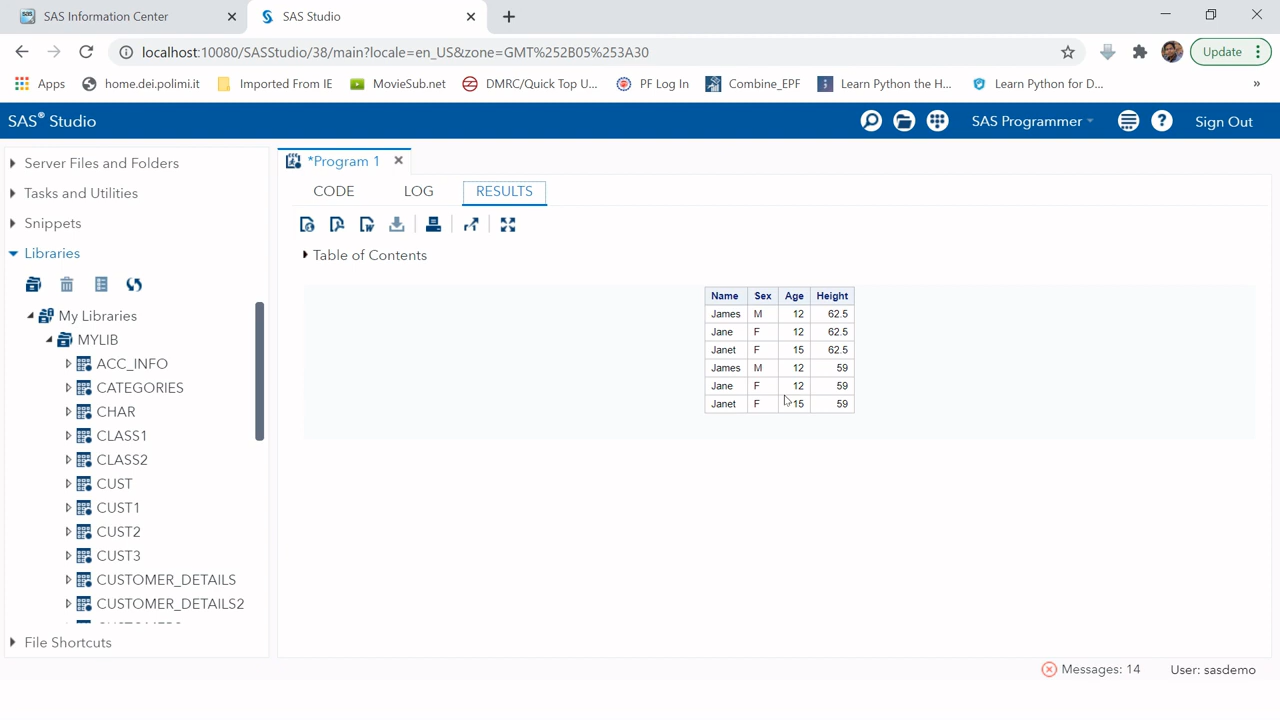 SAS Information Center
SAS Studio
localhost:10080/SASStudio/38/main?locale=en_US&zone=GMT%252B05%253A30
Update
Apps home.dei.polimi.it Imported From IE MovieSub.net DMRC/Quick Top U... PF Log In Combine_EPF Learn Python the H... Learn Python for D... »
SAS® Studio
SAS Programmer
Sign Out
Server Files and Folders
Tasks and Utilities
Snippets
Libraries
My Libraries
MYLIB
ACC_INFO
CATEGORIES
CHAR
CLASS1
CLASS2
CUST
CUST1
CUST2
CUST3
CUSTOMER_DETAILS
CUSTOMER_DETAILS2
File Shortcuts
*Program 1
CODE LOG RESULTS
Table of Contents
Name Sex Age Height
James M 12 62.5
Jane F 12 62.5
Janet F 15 62.5
James M 12 59
Jane F 12 59
Janet F 15 59
Messages: 14 User: sasdemo